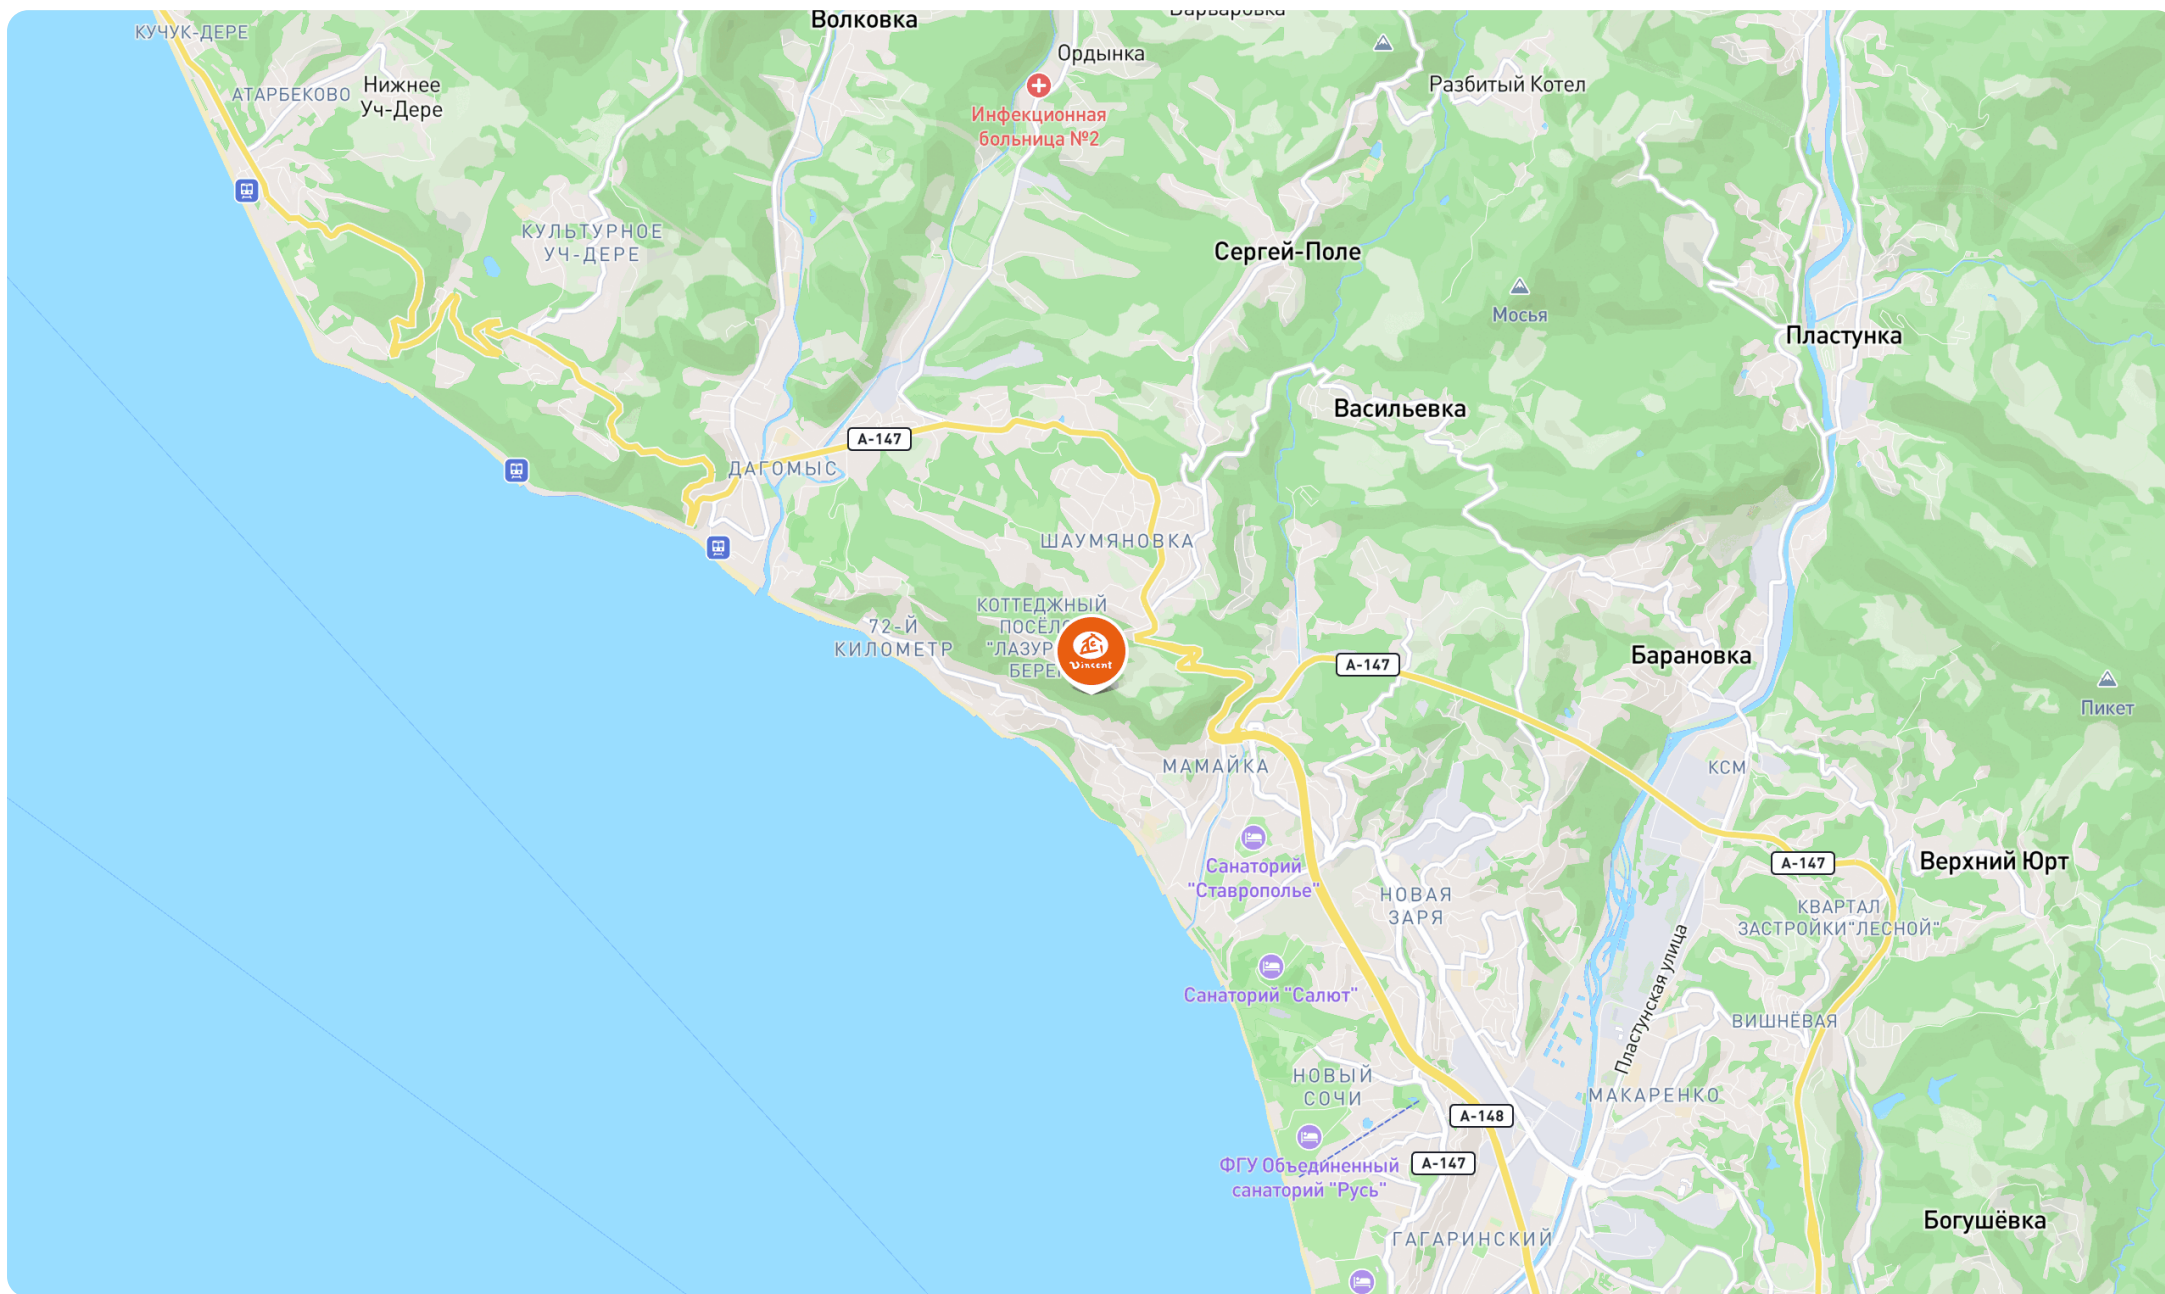 Волковка
Варваровка
КУЧУК-ДЕРЕ
Ордынка
АТАРБЕКОВО
Нижнее
Уч-Дере
Разбитый Котел
Инфекционная
больница №2
КУЛЬТУРНОЕ
УЧ-ДЕРЕ
Сергей-Поле
Мосья
Пластунка
Васильевка
А-147
ДАГОМЫС
ШАУМЯНОВКА
КОТТЕДЖНЫЙ
72-Й
КИЛОМЕТР
Vincent
А-147
Барановка
Пикет
МАМАЙКА
КСМ
Санаторий
"Ставрополье"
А-147
Верхний Юрт
НОВАЯ
ЗАРЯ
КВАРТАЛ
ЗАСТРОЙКИ"ЛЕСНОЙ"
Пластунская улица
Санаторий "Салют"
ВИШНЁВАЯ
НОВЫЙ
СОЧИ
МАКАРЕНКО
А-148
А-147
ФГУ Объединенный
санаторий "Русь"
Богушёвка
ГАГАРИНСКИЙ